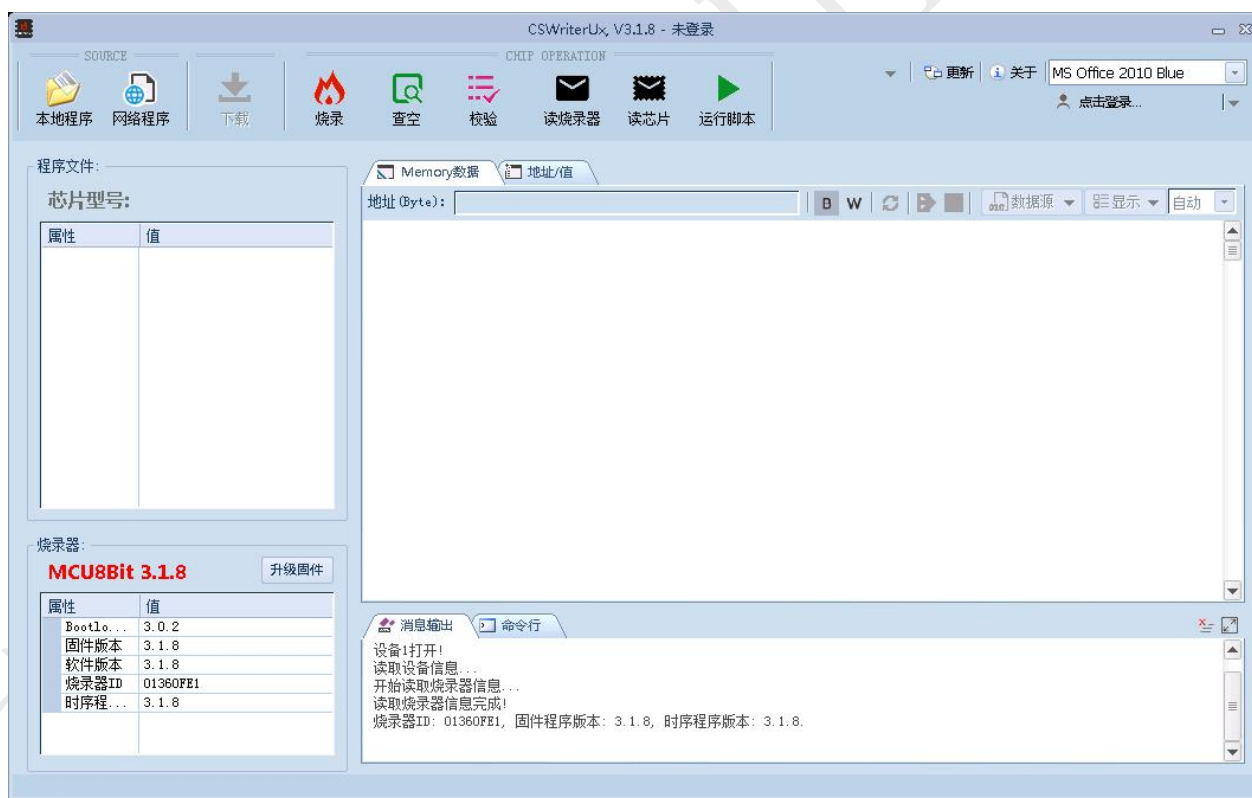 CSWriterUx, V3.1.8 - 未登录
SOURCE
CHIP OPERATION
本地程序
网络程序
下载
烧录
查空
校验
读烧录器
读芯片
运行脚本
更新
关于
MS Office 2010 Blue
点击登录...
程序文件:
芯片型号:
属性 值
Memory数据
地址/值
地址(Byte):
B W
数据源
显示
自动
烧录器:
MCU8Bit 3.1.8
升级固件
属性 值
Bootlo... 3.0.2
固件版本 3.1.8
软件版本 3.1.8
烧录器ID 01360FE1
时序程... 3.1.8
消息输出
命令行
设备1打开!
读取设备信息...
开始读取烧录器信息...
读取烧录器信息完成!
烧录器ID: 01360FE1, 固件程序版本: 3.1.8, 时序程序版本: 3.1.8.